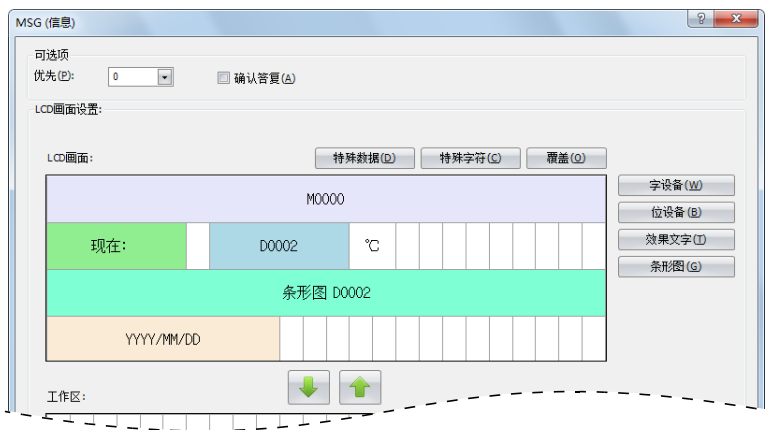 MSG (信息)
可选项
优先(P): 0 确认答复(A)
LCD画面设置:
LCD画面: 特殊数据(D) 特殊字符(C) 覆盖(O)
M0000 字设备(W)
位设备(B)
现在: D0002 ℃ 效果文字(T)
条形图(G)
条形图 D0002
YYYY/MM/DD
工作区: